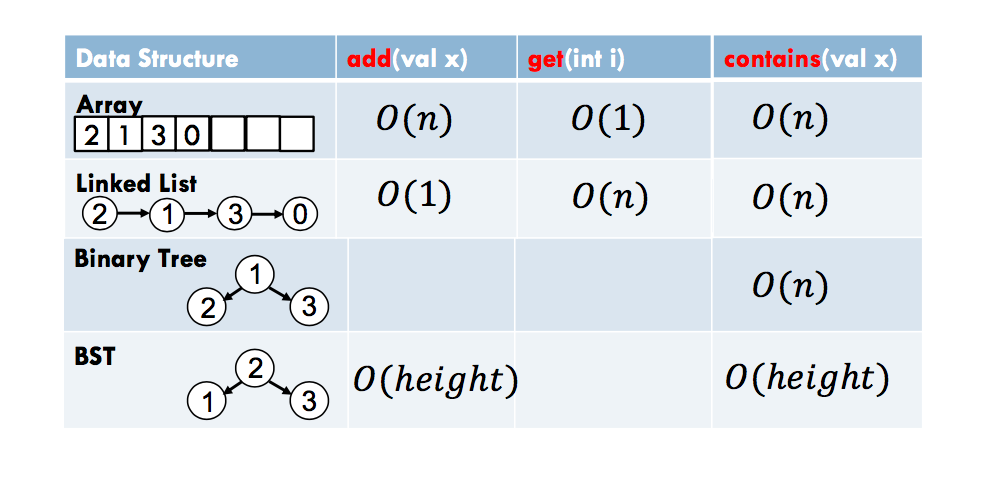 Data Structure add(val x) get(int i) contains(val x)
Array
2 1 3 0 O(n) O(1) O(n)
Linked List
2 1 3 0 O(1) O(n) O(n)
Binary Tree
1
2 3 O(n)
BST
2
1 3 O(height) O(height)